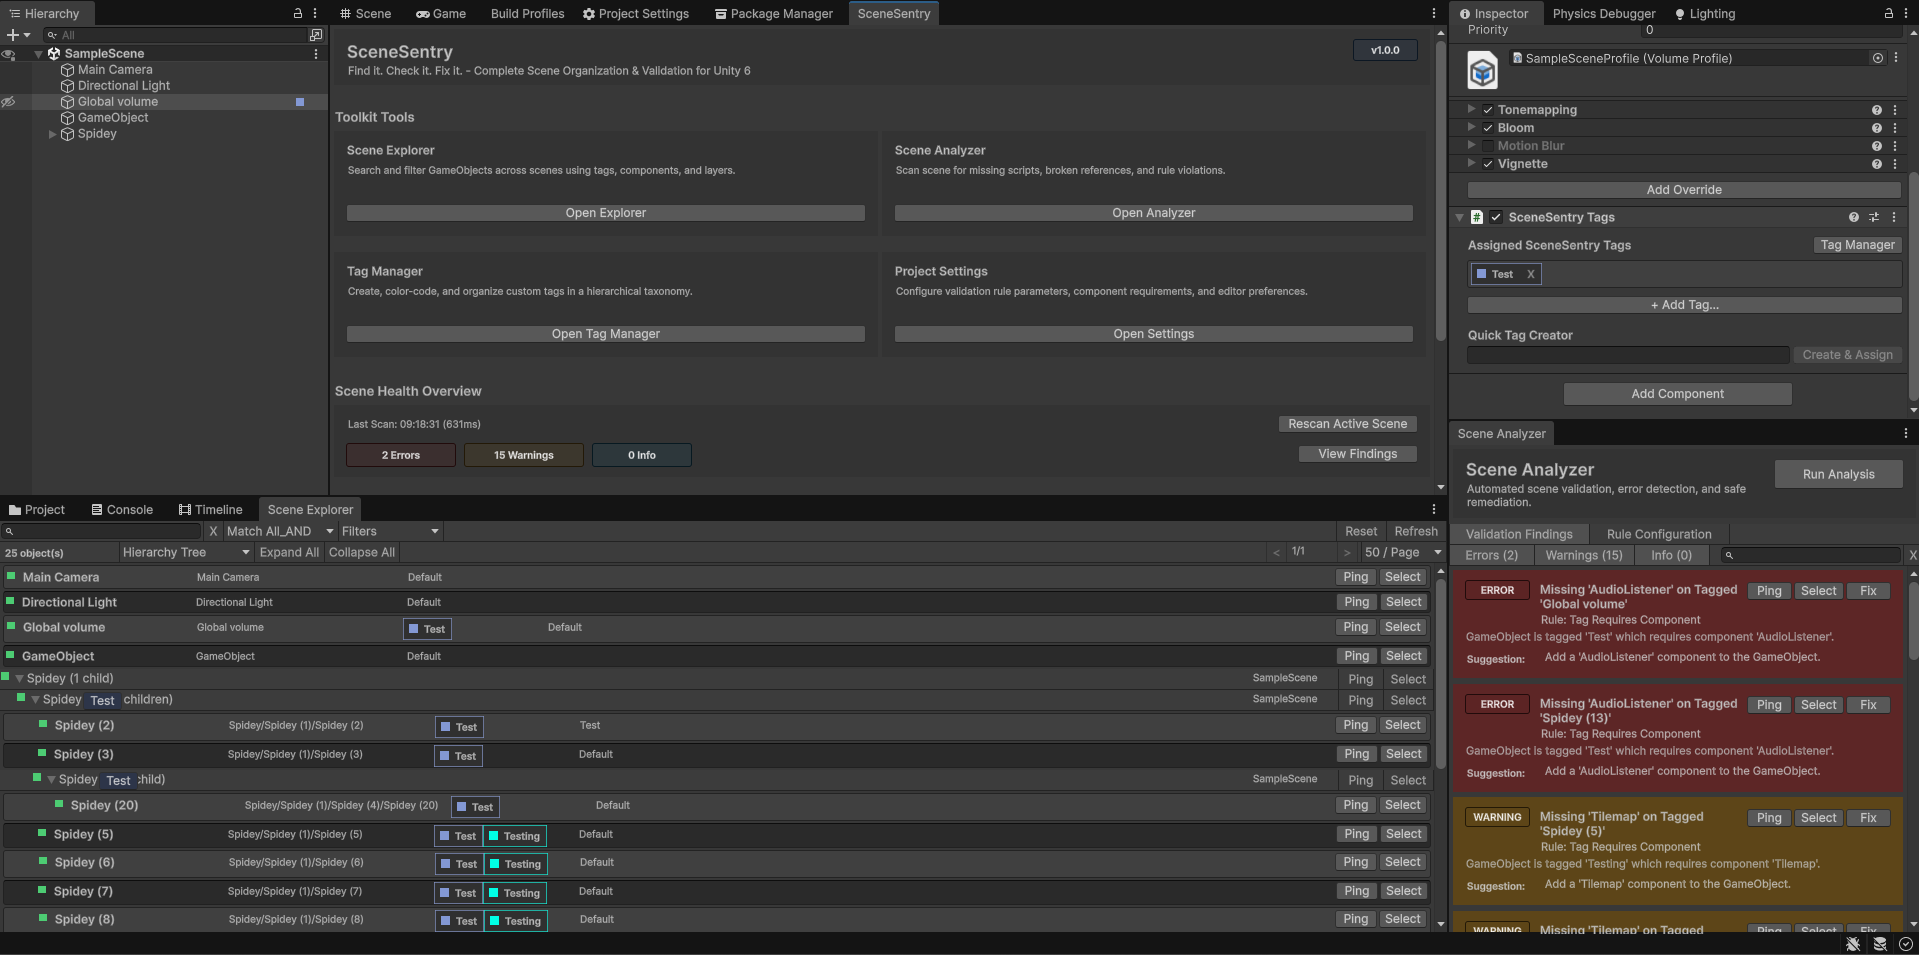 Hierarchy
All
SampleScene
Main Camera
Directional Light
Global volume
GameObject
Spidey
Scene
Game
Build Profiles
Project Settings
Package Manager
SceneSentry
SceneSentry
v1.0.0
Find it. Check it. Fix it. - Complete Scene Organization & Validation for Unity 6
Toolkit Tools
Scene Explorer
Search and filter GameObjects across scenes using tags, components, and layers.
Open Explorer
Scene Analyzer
Scan scene for missing scripts, broken references, and rule violations.
Open Analyzer
Tag Manager
Create, color-code, and organize custom tags in a hierarchical taxonomy.
Open Tag Manager
Project Settings
Configure validation rule parameters, component requirements, and editor preferences.
Open Settings
Scene Health Overview
Last Scan: 09:18:31 (631ms)
Rescan Active Scene
2 Errors
15 Warnings
0 Info
View Findings
Inspector
Physics Debugger
Lighting
Priority 0
SampleSceneProfile (Volume Profile)
Tonemapping
Bloom
Motion Blur
Vignette
Add Override
# SceneSentry Tags
Assigned SceneSentry Tags
Tag Manager
Test X
+ Add Tag...
Quick Tag Creator
Create & Assign
Add Component
Project
Console
Timeline
Scene Explorer
X
Match All_AND
Filters
Reset
Refresh
25 object(s)
Hierarchy Tree
Expand All
Collapse All
< 1/1 >
50 / Page
Main Camera Main Camera Default Ping Select
Directional Light Directional Light Default Ping Select
Global volume Global volume Test Default Ping Select
GameObject GameObject Default Ping Select
Spidey (1 child) SampleScene Ping Select
Spidey Test children) SampleScene Ping Select
Spidey (2) Spidey/Spidey (1)/Spidey (2) Test Test Ping Select
Spidey (3) Spidey/Spidey (1)/Spidey (3) Test Default Ping Select
Spidey Test child) SampleScene Ping Select
Spidey (20) Spidey/Spidey (1)/Spidey (4)/Spidey (20) Test Default Ping Select
Spidey (5) Spidey/Spidey (1)/Spidey (5) Test Testing Default Ping Select
Spidey (6) Spidey/Spidey (1)/Spidey (6) Test Testing Default Ping Select
Spidey (7) Spidey/Spidey (1)/Spidey (7) Test Testing Default Ping Select
Spidey (8) Spidey/Spidey (1)/Spidey (8) Test Testing Default Ping Select
Scene Analyzer
Scene Analyzer
Run Analysis
Automated scene validation, error detection, and safe
remediation.
Validation Findings
Rule Configuration
Errors (2)
Warnings (15)
Info (0)
X
ERROR
Missing 'AudioListener' on Tagged
'Global volume'
Ping Select Fix
Rule: Tag Requires Component
GameObject is tagged 'Test' which requires component 'AudioListener'.
Suggestion: Add a 'AudioListener' component to the GameObject.
ERROR
Missing 'AudioListener' on Tagged
'Spidey (13)'
Ping Select Fix
Rule: Tag Requires Component
GameObject is tagged 'Test' which requires component 'AudioListener'.
Suggestion: Add a 'AudioListener' component to the GameObject.
WARNING
Missing 'Tilemap' on Tagged
'Spidey (5)'
Ping Select Fix
Rule: Tag Requires Component
GameObject is tagged 'Testing' which requires component 'Tilemap'.
Suggestion: Add a 'Tilemap' component to the GameObject.
WARNING
Missing 'Tilemap' on Tagged
Ping Select Fix